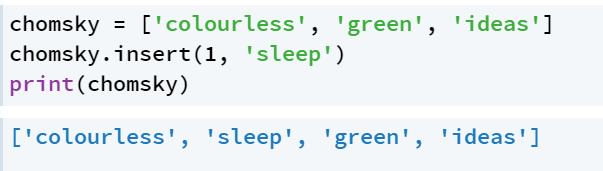 chomsky = ['colourless', 'green', 'ideas']
chomsky.insert(1, 'sleep')
print(chomsky)
['colourless', 'sleep', 'green', 'ideas']